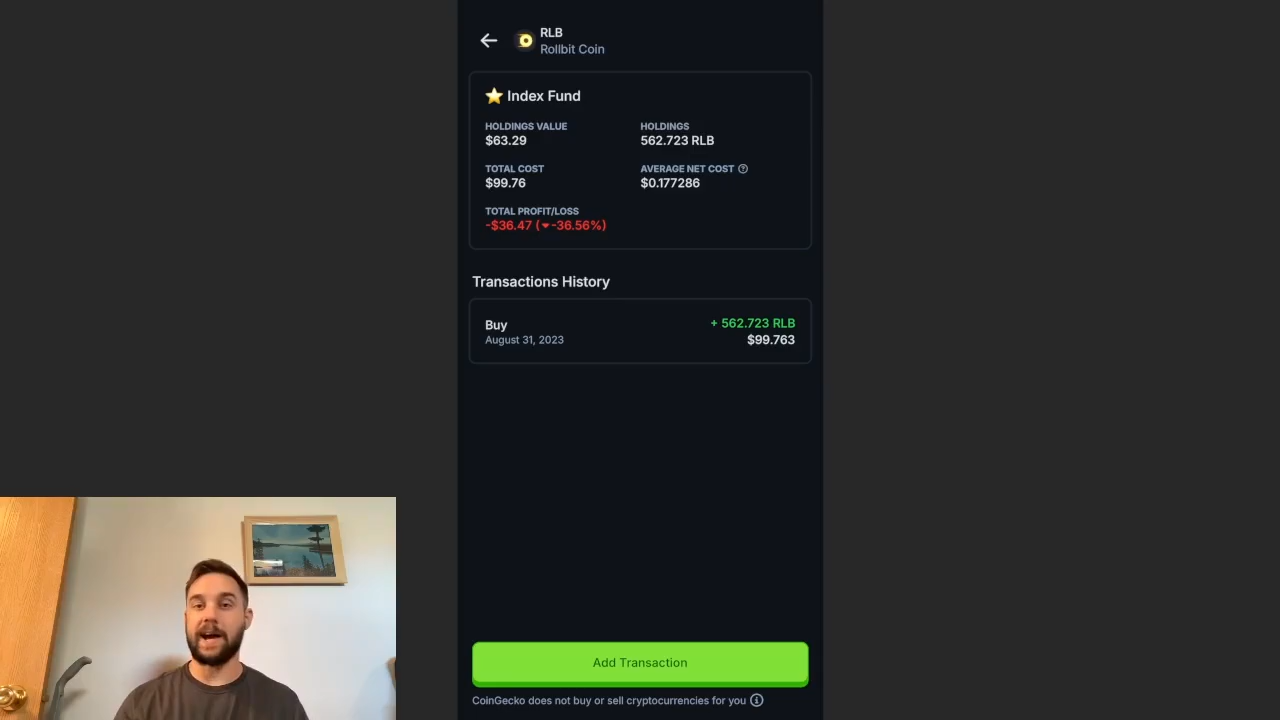 RLB
Rollbit Coin
Index Fund
HOLDINGS VALUE
$63.29
HOLDINGS
562.723 RLB
TOTAL COST
$99.76
AVERAGE NET COST
$0.177286
TOTAL PROFIT/LOSS
-$36.47 (▼-36.56%)
Transactions History
Buy
August 31, 2023
+ 562.723 RLB
$99.763
Add Transaction
CoinGecko does not buy or sell cryptocurrencies for you